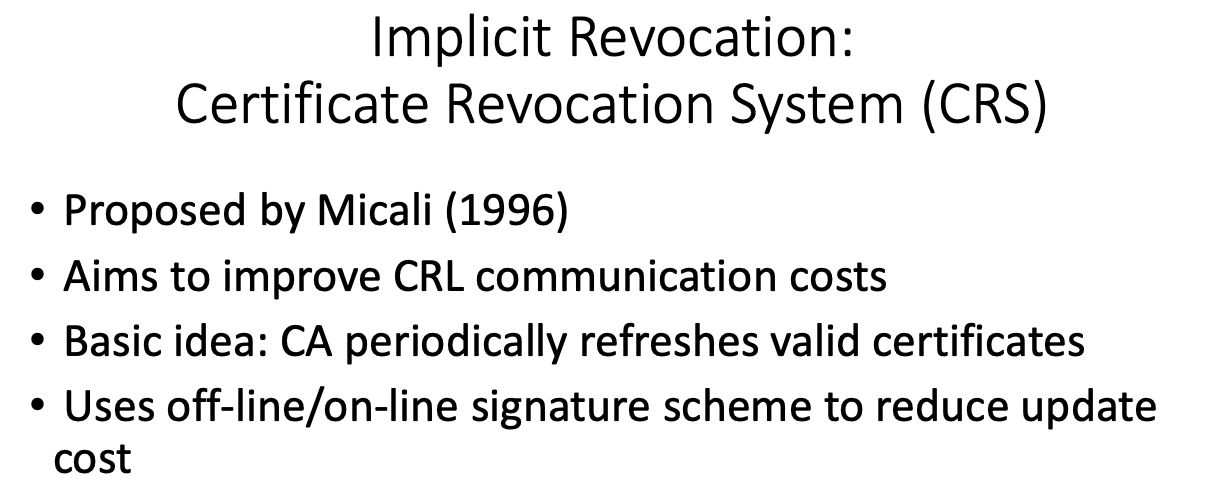 Implicit Revocation:
Certificate Revocation System (CRS)
• Proposed by Micali (1996)
• Aims to improve CRL communication costs
• Basic idea: CA periodically refreshes valid certificates
• Uses off-line/on-line signature scheme to reduce update
cost